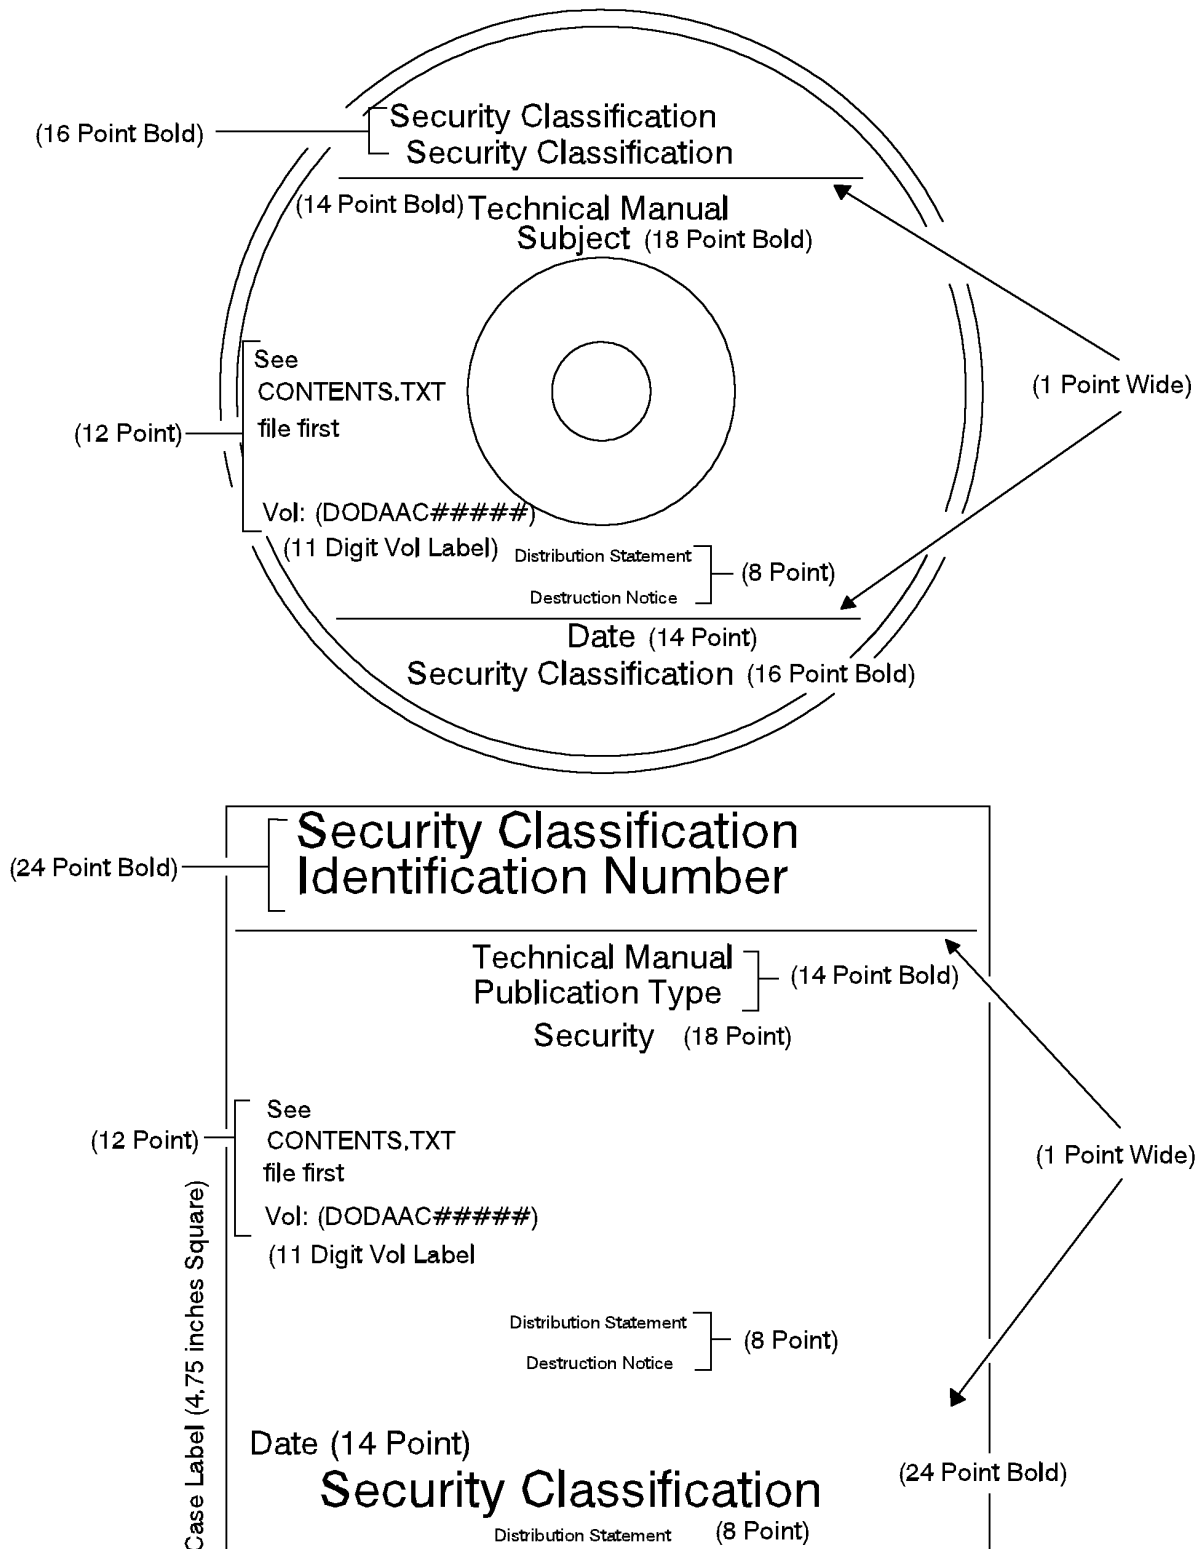 Security Classification
(16 Point Bold)
Security Classification
(14 Point Bold) Technical Manual
Subject (18 Point Bold)
See
CONTENTS.TXT
(1 Point Wide)
(12 Point)
file first
Vol: (DODAAC#####)
(11 Digit Vol Label)
Distribution Statement
(8 Point)
Destruction Notice
Date (14 Point)
Security Classification (16 Point Bold)
Security Classification
(24 Point Bold)
Identification Number
Technical Manual
(14 Point Bold)
Publication Type
Security (18 Point)
See
(12 Point)
CONTENTS.TXT
(1 Point Wide)
file first
Vol: (DODAAC#####)
(11 Digit Vol Label
Case Label (4.75 inches Square)
Distribution Statement
(8 Point)
Destruction Notice
Date (14 Point)
(24 Point Bold)
Security Classification
Distribution Statement (8 Point)